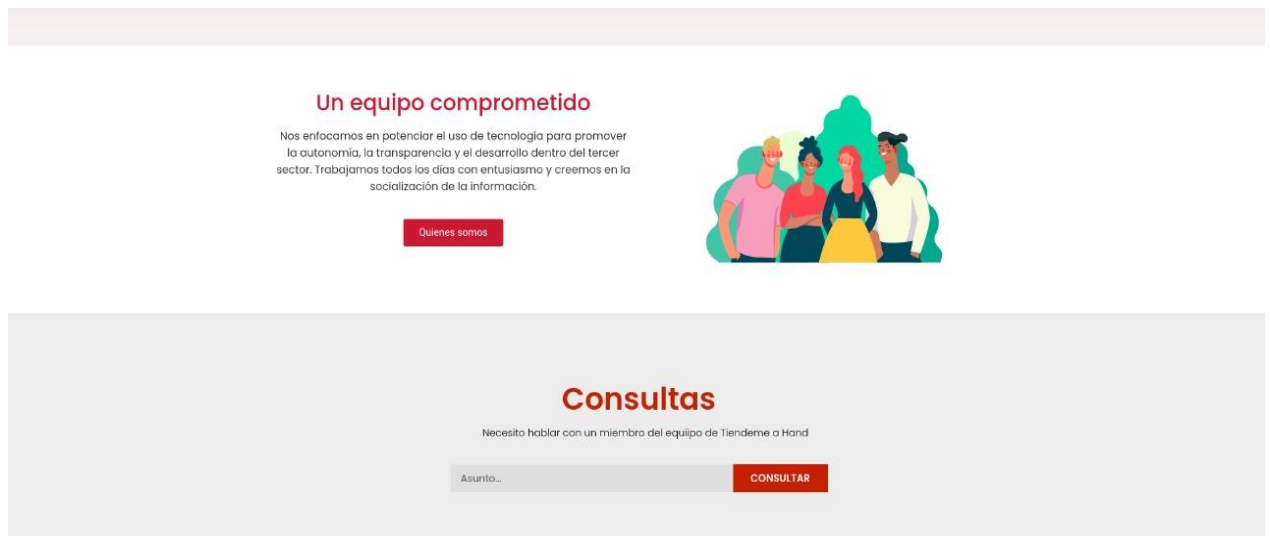 Un equipo comprometido
Nos enfocamos en potenciar el uso de tecnología para promover
la autonomía, la transparencia y el desarrollo dentro del tercer
sector. Trabajamos todos los días con entusiasmo y creemos en la
socialización de la información.
Quienes somos
Consultas
Necesito hablar con un miembro del equiipo de Tiendeme a Hand
Asunto...
CONSULTAR